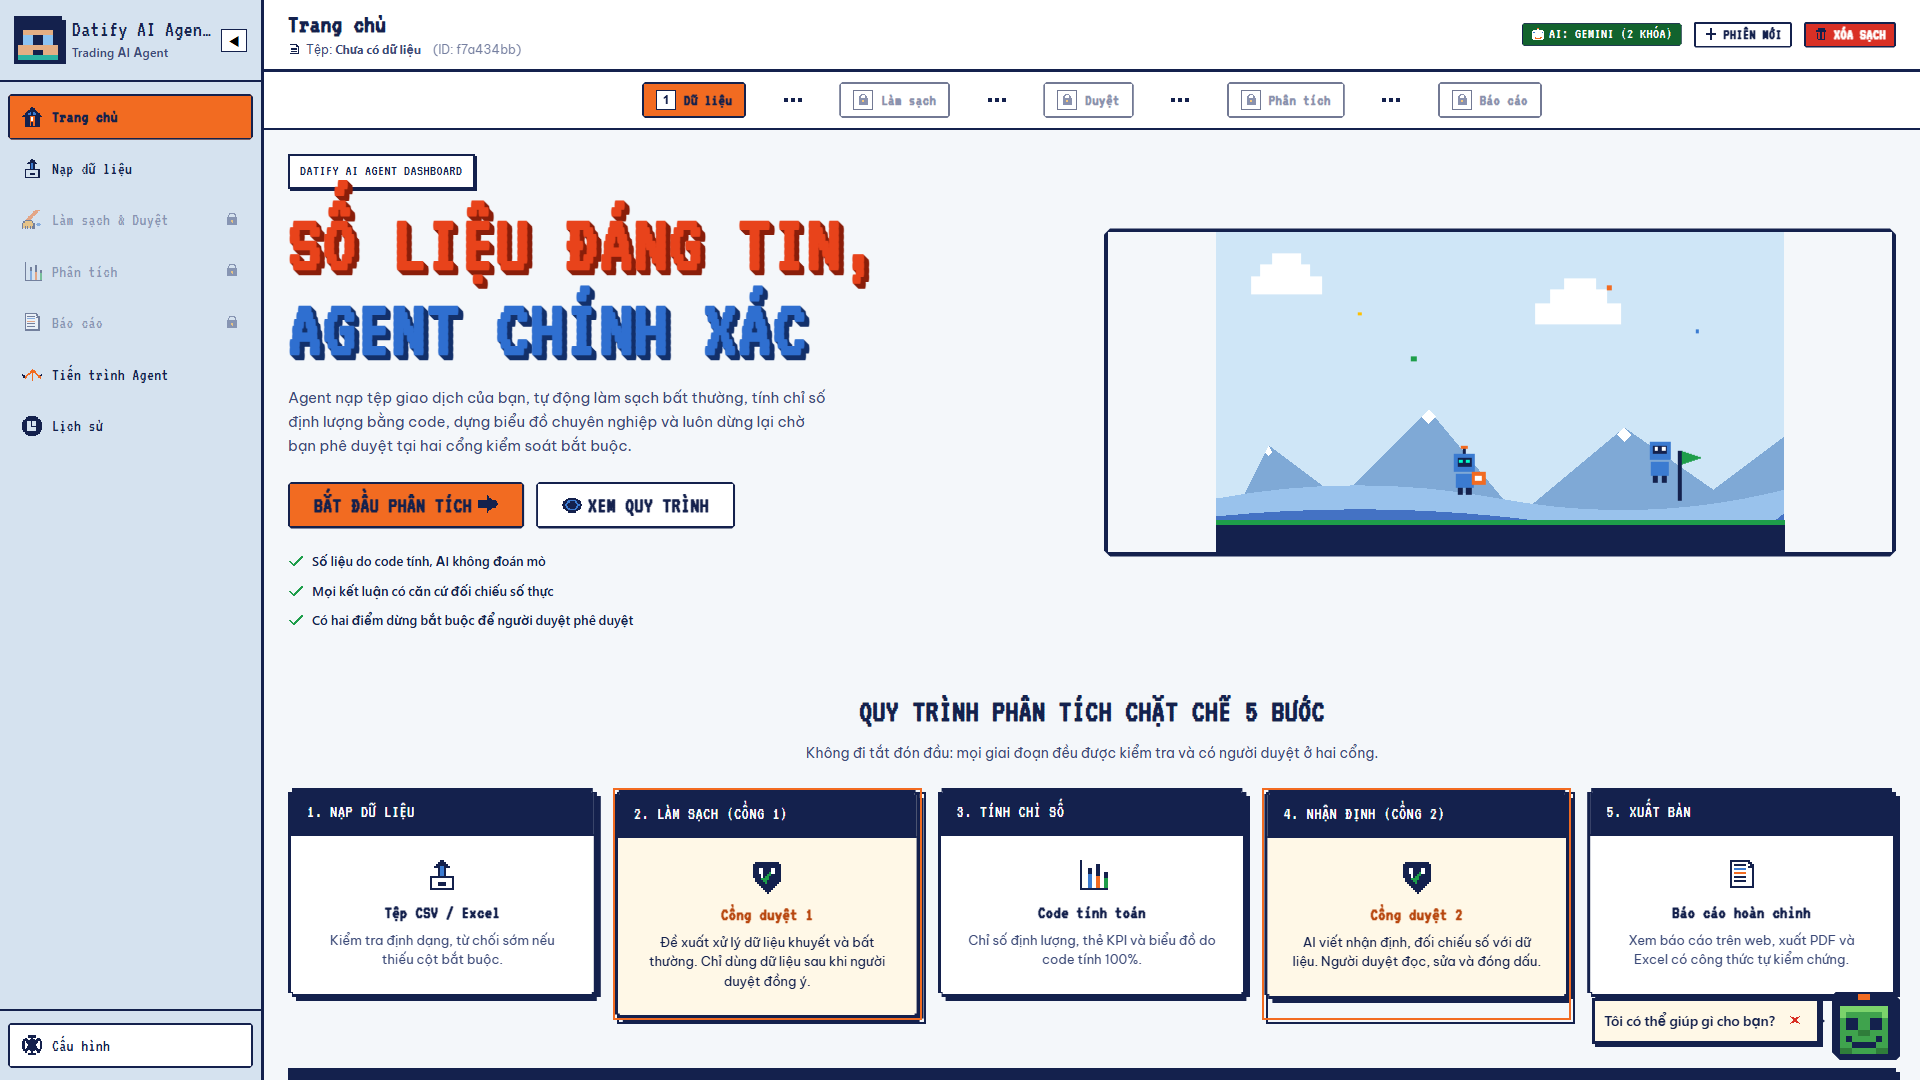 Datify AI Agen…
Trading AI Agent
Trang chủ
Nạp dữ liệu
Làm sạch & Duyệt
Phân tích
Báo cáo
Tiến trình Agent
Lịch sử
Cấu hình
Trang chủ
Tệp: Chưa có dữ liệu (ID: f7a434bb)
AI: GEMINI (2 KHÓA)
PHIÊN MỚI
XÓA SẠCH
1 Dữ liệu
Làm sạch
Duyệt
Phân tích
Báo cáo
DATIFY AI AGENT DASHBOARD
SỐ LIỆU ĐÁNG TIN,
AGENT CHÍNH XÁC
Agent nạp tệp giao dịch của bạn, tự động làm sạch bất thường, tính chỉ số
định lượng bằng code, dựng biểu đồ chuyên nghiệp và luôn dừng lại chờ
bạn phê duyệt tại hai cổng kiểm soát bắt buộc.
BẮT ĐẦU PHÂN TÍCH
XEM QUY TRÌNH
Số liệu do code tính, AI không đoán mò
Mọi kết luận có căn cứ đối chiếu số thực
Có hai điểm dừng bắt buộc để người duyệt phê duyệt
QUY TRÌNH PHÂN TÍCH CHẶT CHẼ 5 BƯỚC
Không đi tắt đón đầu: mọi giai đoạn đều được kiểm tra và có người duyệt ở hai cổng.
1. NẠP DỮ LIỆU
Tệp CSV / Excel
Kiểm tra định dạng, từ chối sớm nếu
thiếu cột bắt buộc.
2. LÀM SẠCH (CỔNG 1)
Cổng duyệt 1
Đề xuất xử lý dữ liệu khuyết và bất
thường. Chỉ dùng dữ liệu sau khi người
duyệt đồng ý.
3. TÍNH CHỈ SỐ
Code tính toán
Chỉ số định lượng, thẻ KPI và biểu đồ do
code tính 100%.
4. NHẬN ĐỊNH (CỔNG 2)
Cổng duyệt 2
AI viết nhận định, đối chiếu số với dữ
liệu. Người duyệt đọc, sửa và đóng dấu.
5. XUẤT BẢN
Báo cáo hoàn chỉnh
Xem báo cáo trên web, xuất PDF và
Excel có công thức tự kiểm chứng.
Tôi có thể giúp gì cho bạn?